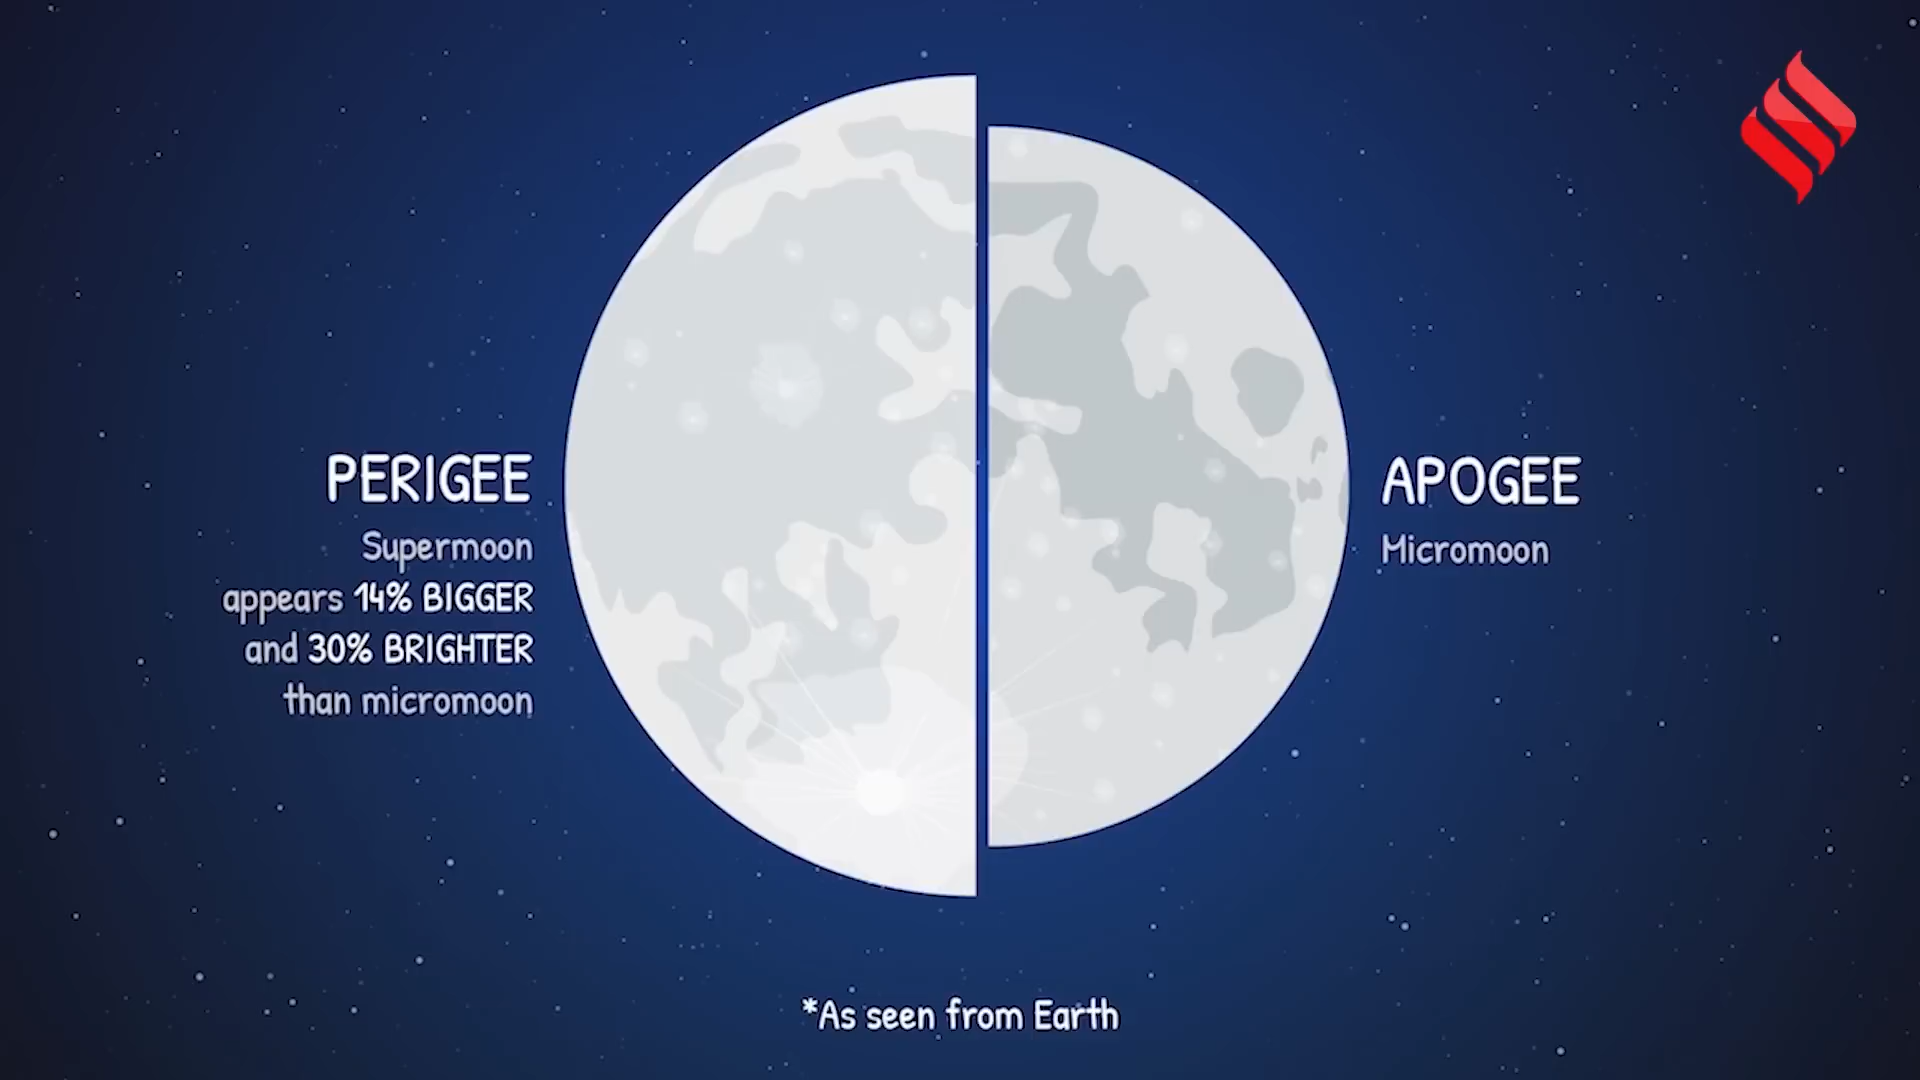 PERIGEE
Supermoon
appears 14% BIGGER
and 30% BRIGHTER
than micromoon
APOGEE
Micromoon
*As seen from Earth